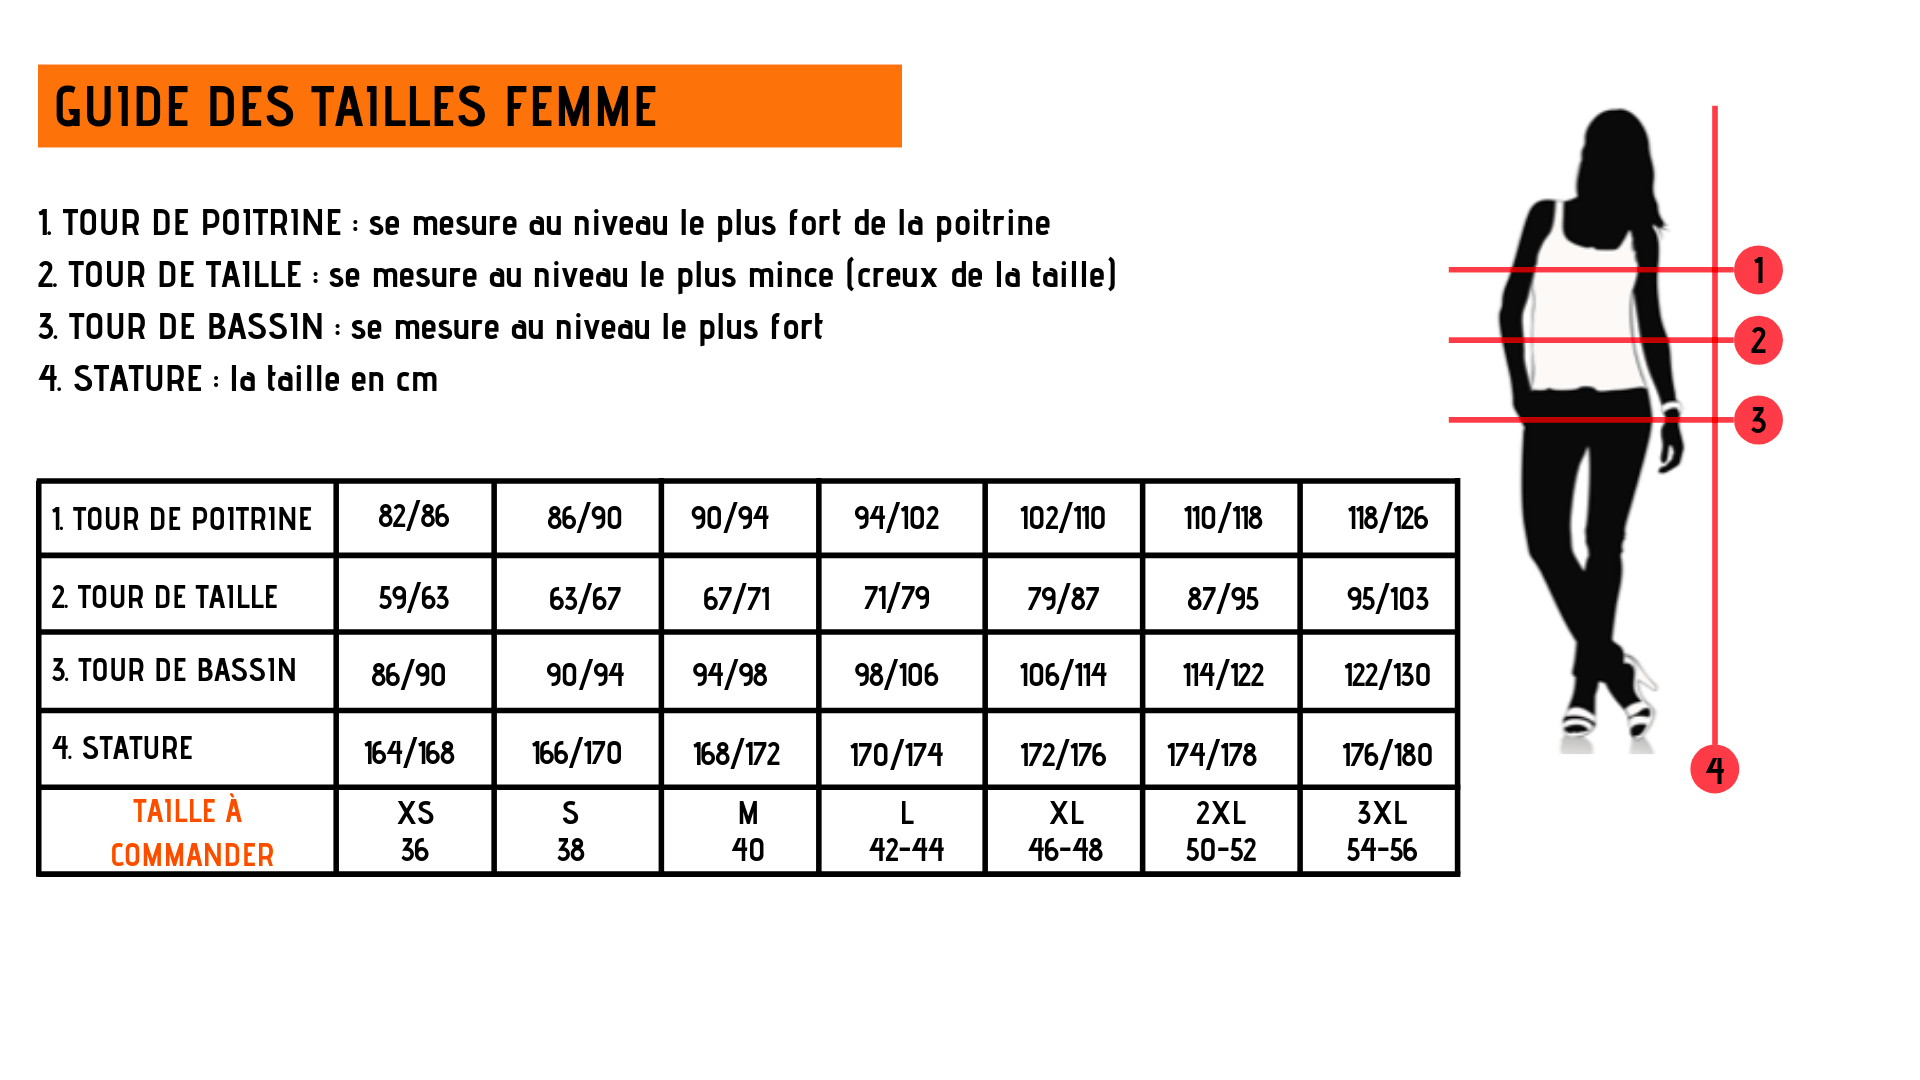 GUIDE DES TAILLES FEMME
1. TOUR DE POITRINE : se mesure au niveau le plus fort de la poitrine
2. TOUR DE TAILLE : se mesure au niveau le plus mince (creux de la taille)
3. TOUR DE BASSIN : se mesure au niveau le plus fort
4. STATURE : la taille en cm
1
2
3
4
1. TOUR DE POITRINE 82/86 86/90 90/94 94/102 102/110 110/118 118/126
2. TOUR DE TAILLE 59/63 63/67 67/71 71/79 79/87 87/95 95/103
3. TOUR DE BASSIN 86/90 90/94 94/98 98/106 106/114 114/122 122/130
4. STATURE 164/168 166/170 168/172 170/174 172/176 174/178 176/180
TAILLE À XS S M L XL 2XL 3XL
COMMANDER 36 38 40 42-44 46-48 50-52 54-56